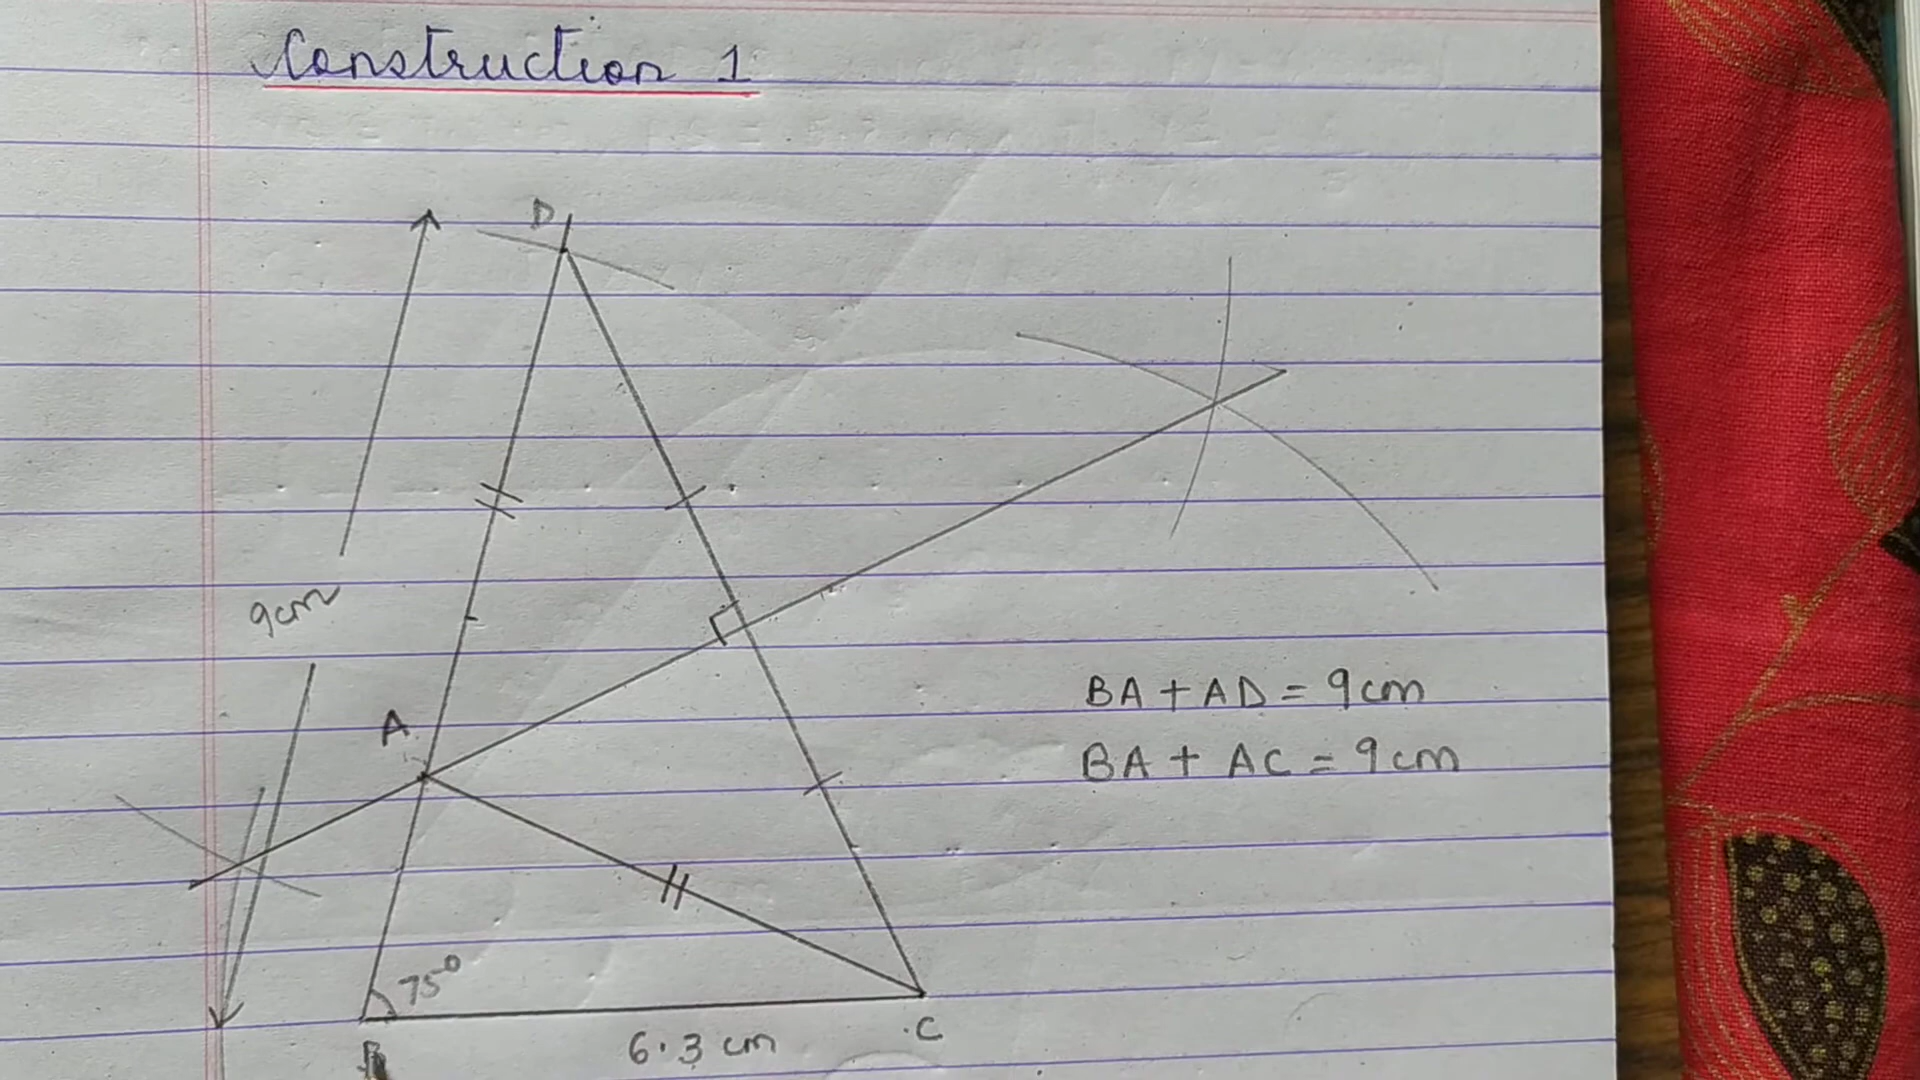 Construction 1
D
9cm
A
BA + AD = 9cm
BA + AC = 9cm
75°
B
6.3 cm
.C